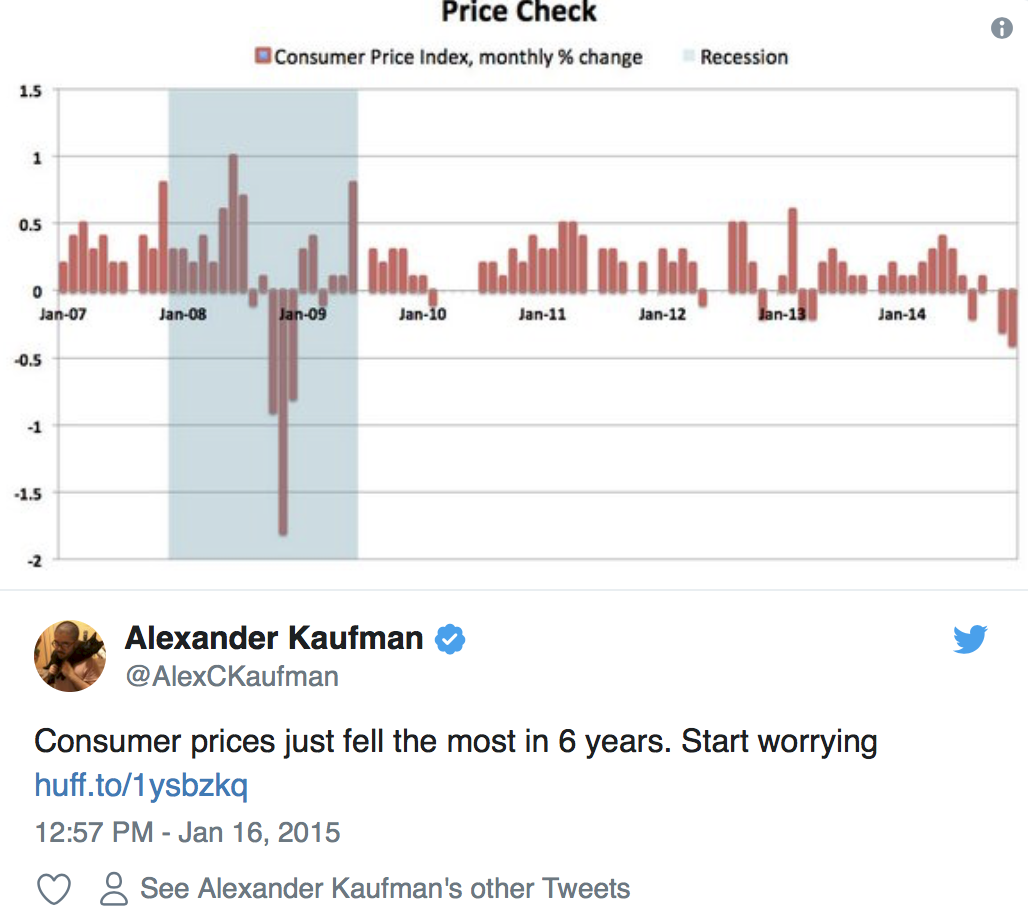 Price Check
Consumer Price Index, monthly % change Recession
1.5
1
0.5
0
Jan-07 Jan-08 Jan-09 Jan-10 Jan-11 Jan-12 Jan-13 Jan-14
-0.5
-1
-1.5
-2
Alexander Kaufman
@AlexCKaufman
Consumer prices just fell the most in 6 years. Start worrying
huff.to/1ysbzkq
12:57 PM - Jan 16, 2015
See Alexander Kaufman's other Tweets